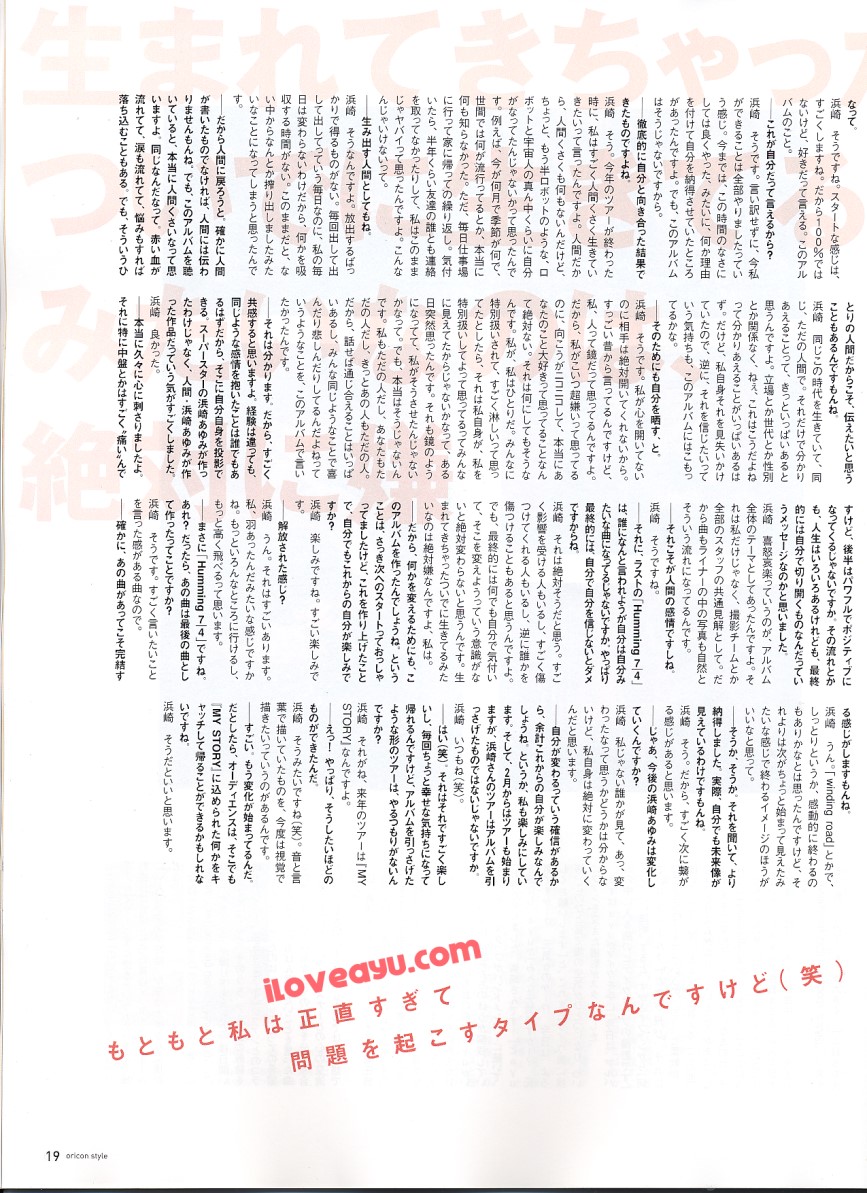 生まれてきちゃった
なって。
浜崎　そうですね。スタートな感じは、
すごくしますね。だから100%では
ないけど、好きだって言える。このアル
バムのこと。
――これが自分だって言えるから?
浜崎　そうです。言い訳せずに、今私
ができることは全部やりましたってい
う感じ。今までは、この時間のなさに
しては良くやった、みたいに、何か理由
を付けて自分を納得させていたところ
があったんですよ。でも、このアルバム
はそうじゃないですから。
――徹底的に自分と向き合った結果で
きたものですよね。
浜崎　そう。今年のツアーが終わった
時に、私はすごく人間くさく生きてい
きたいって言ったんですよ。人間だか
ら、人間くさくも何もないんだけど、
ちょっと、もう半ロボットのような、ロ
ボットと宇宙人の真ん中くらいに自分
がなってたんじゃないかって思ったんで
す。例えば、今が何月で季節が何で、
世間では何が流行ってるとか、本当に
何も知らなかった。ただ、毎日仕事場
に行って家に帰っての繰り返し。気付
いたら、半年くらい友達の誰とも連絡
を取ってなかったりして、私はこのまま
じゃヤバイって思ったんですよ。こんな
んじゃいけないって。
――生み出す人間としてもね。
浜崎　そうなんですよ。放出するばっ
かりで得るものがない。毎回出して出
して出してっていう毎日なのに、私の毎
日は変わらないわけだから、何かを吸
収する時間がない。このままだと、な
い中からなんとか搾り出しましたみた
いなことになってしまうと思ったんで
す。
――だから人間に戻ろうと。確かに人間
が書いたものでなければ、人間には伝わ
りませんもんね。でも、このアルバムを聴
いていると、本当に人間くさいなって思
いますよ。同じなんだなって。赤い血が
流れてて、涙も流れてて、悩みもすれば
落ち込むこともある。でも、そういうひ
とりの人間だからこそ、伝えたいと思う
こともあるんですもんね。
浜崎　同じこの時代を生きていて、同
じ、ただの人間で。それだけで分かり
あえることって、きっといっぱいあると
思うんですよ。立場とか世代とか性別
とか関係なく、ねぇ、これはこうだよね
って分かりあえることがいっぱいあるは
ず。だけど、私自身それを見失いかけ
ていたので、逆に、それを信じたいって
いう気持ちも、このアルバムにはこもっ
てるかな。
――そのためにも自分を晒す、と。
浜崎　そうです。私が心を開いてない
のに相手は絶対開いてくれないから。
すっごい昔から言ってるんですけど、
私、人って鏡だって思ってるんですよ。
だから、私がこいつ超嫌いって思ってる
のに、向こうがニコニコして、本当にあ
なたのこと大好きって思ってることなん
て絶対ない。それは何にしてもそうな
んです。私が、私はひとりだ。みんなに
特別扱いされて、すごく淋しいって思っ
てたとしたら、それは私自身が、私を
特別扱いしてよって思ってるってみんな
に見えてたからじゃないかなって、ある
日突然思ったんです。それも鏡のよう
になってて、私がそうさせたんじゃない
かなって。でも、本当はそうじゃないん
です。私もただの人だし、あなたもた
だの人だし、きっとあの人もただの人。
だから、話せば通じ合えることはいっぱ
いあるし、みんな同じようなことで喜
んだり悲しんだりしてるんだよねって
いうようなことを、このアルバムで言い
たかったんです。
――それは分かります。だから、すごく
共感すると思いますよ。経験は違っても、
同じような感情を抱いたことは誰でもあ
るはずだから、そこに自分自身を投影で
きる。スーパースターの浜崎あゆみが作っ
たわけじゃなく、人間・浜崎あゆみが作
った作品だっていう気がすごくしました。
浜崎　良かった。
――本当に久々に心に刺さりましたよ。
それに特に中盤とかはすごく“痛い”んで
すけど、後半はパワフルでポジティブに
なってくるじゃないですか。その流れとか
も、人生はいろいろあるけれども、最終
的には自分で切り開くものなんだってい
うメッセージなのかと思いました。
浜崎　喜怒哀楽っていうのが、アルバム
全体のテーマとしてあったんですよ。そ
れは私だけじゃなく、撮影チームとか
全部のスタッフの共通見解として。だ
から曲もライナーの中の写真も自然と
そういう流れになってるんです。
――それこそが人間の感情ですしね。
浜崎　そうですね。
――それに、ラストの「Humming 7/4」
は、誰になんと言われようが自分は自分み
たいな曲になってるじゃないですか。やっぱり
最終的には、自分で自分を信じないとダメ
ですからね。
浜崎　それは絶対そうだと思う。すご
く影響を受ける人もいるし、すごく傷
つけてくる人もいるし、逆に誰かを
傷つけることもあると思うんですよ。
でも、最終的には何でも自分で気付い
て、そこを変えようっていう意識がな
いと絶対変わらないと思うんです。生
まれてきちゃったついでに生きてるみた
いなのは絶対嫌なんですよ、私は。
――だから、何かを変えるためにも、こ
のアルバムを作ったんでしょうね。という
ことは、さっき次へのスタートっておっしゃ
ってましたけど、これを作り上げたこと
で、自分でもこれからの自分が楽しみで
すか?
浜崎　楽しみですね。すごい楽しみで
す。
――解放された感じ?
浜崎　うん。それはすごいあります。
私、羽あったんだみたいな感じですか
ね。もっといろんなところに行けるし、
もっと高く飛べるって思います。
――まさに「Humming 7/4」ですね。
あれ?だったら、あの曲は最後の曲とし
て作ったってことですか?
浜崎　そうです。すごく言いたいこと
を言った感がある曲なので。
――確かに、あの曲があってこそ完結す
る感じがしますもんね。
浜崎　うん。「winding road」とかで、
しっとりというか、感動的に終わるの
もありかなとは思ったんですけど、そ
れよりは次がちょっと始まって見えたみ
たいな感じで終わるイメージのほうが
いいなと思って。
――そうか、そうか。それを聞いて、より
納得しました。実際、自分でも未来像が
見えているわけですもんね。
浜崎　そう。だから、すごく次に繋が
る感じがあると思います。
――じゃあ、今後の浜崎あゆみは変化し
ていくんですか?
浜崎　私じゃない誰かが見て、あっ、変
わったなって思うかどうかは分からな
いけど、私自身は絶対に変わっていく
んだと思います。
――自分が変わるっていう確信があるか
ら、余計これからの自分が楽しみなんで
しょうね。というか、私も楽しみにしてい
ます。そして、2月からはツアーも始まり
ますが、浜崎さんのツアーはアルバムを引
っさげたものではないじゃないですか。
浜崎　いつもね(笑)。
――はい(笑)。それはそれですごく楽し
いし、毎回ちょっと幸せな気持ちになって
帰れるんですけど、アルバムを引っさげた
ような形のツアーは、やるつもりがないん
ですか?
浜崎　それがね、来年のツアーは『MY
STORY』なんですよ。
――えっ!やっぱり、そうしたいほどの
ものができたんだ。
浜崎　そうみたいですね(笑)。音と言
葉で描いていたものを、今度は視覚で
描きたいっていうのがあるんです。
――すごい、もう変化が始まってるんだ。
だとしたら、オーディエンスは、そこでも
『MY STORY』に込められた何かをキ
ャッチして帰ることができるかもしれな
いですね。
浜崎　そうだといいと思います。
iloveayu.com
もともと私は正直すぎて
問題を起こすタイプなんですけど(笑)
19 oricon style